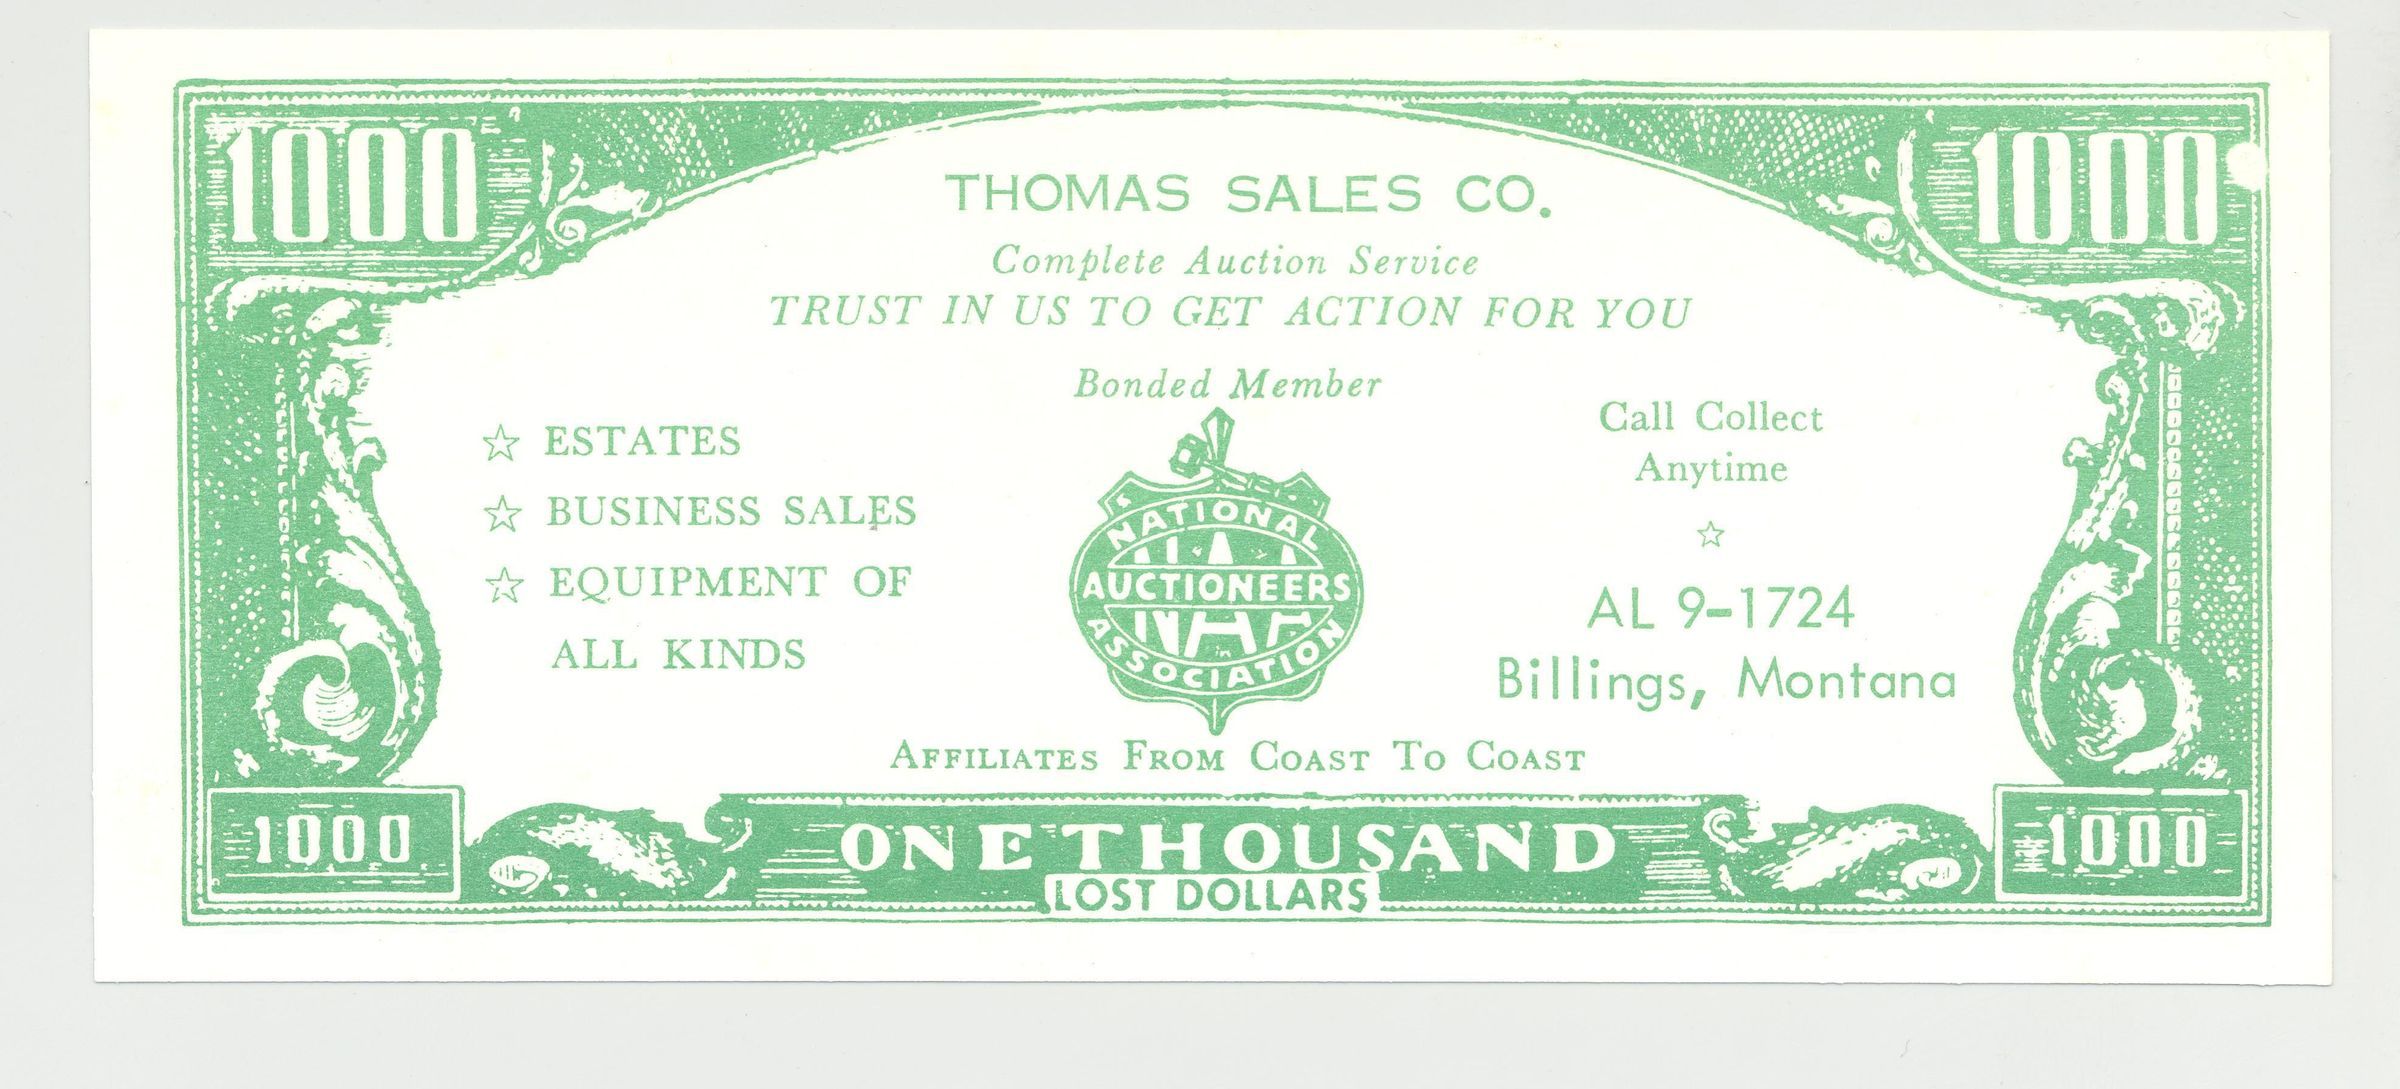 1000 1000
THOMAS SALES CO.
Complete Auction Service
TRUST IN US TO GET ACTION FOR YOU
Bonded Member
☆ ESTATES
☆ BUSINESS SALES
☆ EQUIPMENT OF
ALL KINDS
NATIONAL
AUCTIONEERS
ASSOCIATION
Call Collect
Anytime
☆
AL 9-1724
Billings, Montana
AFFILIATES FROM COAST TO COAST
1000 ONE THOUSAND 1000
LOST DOLLARS